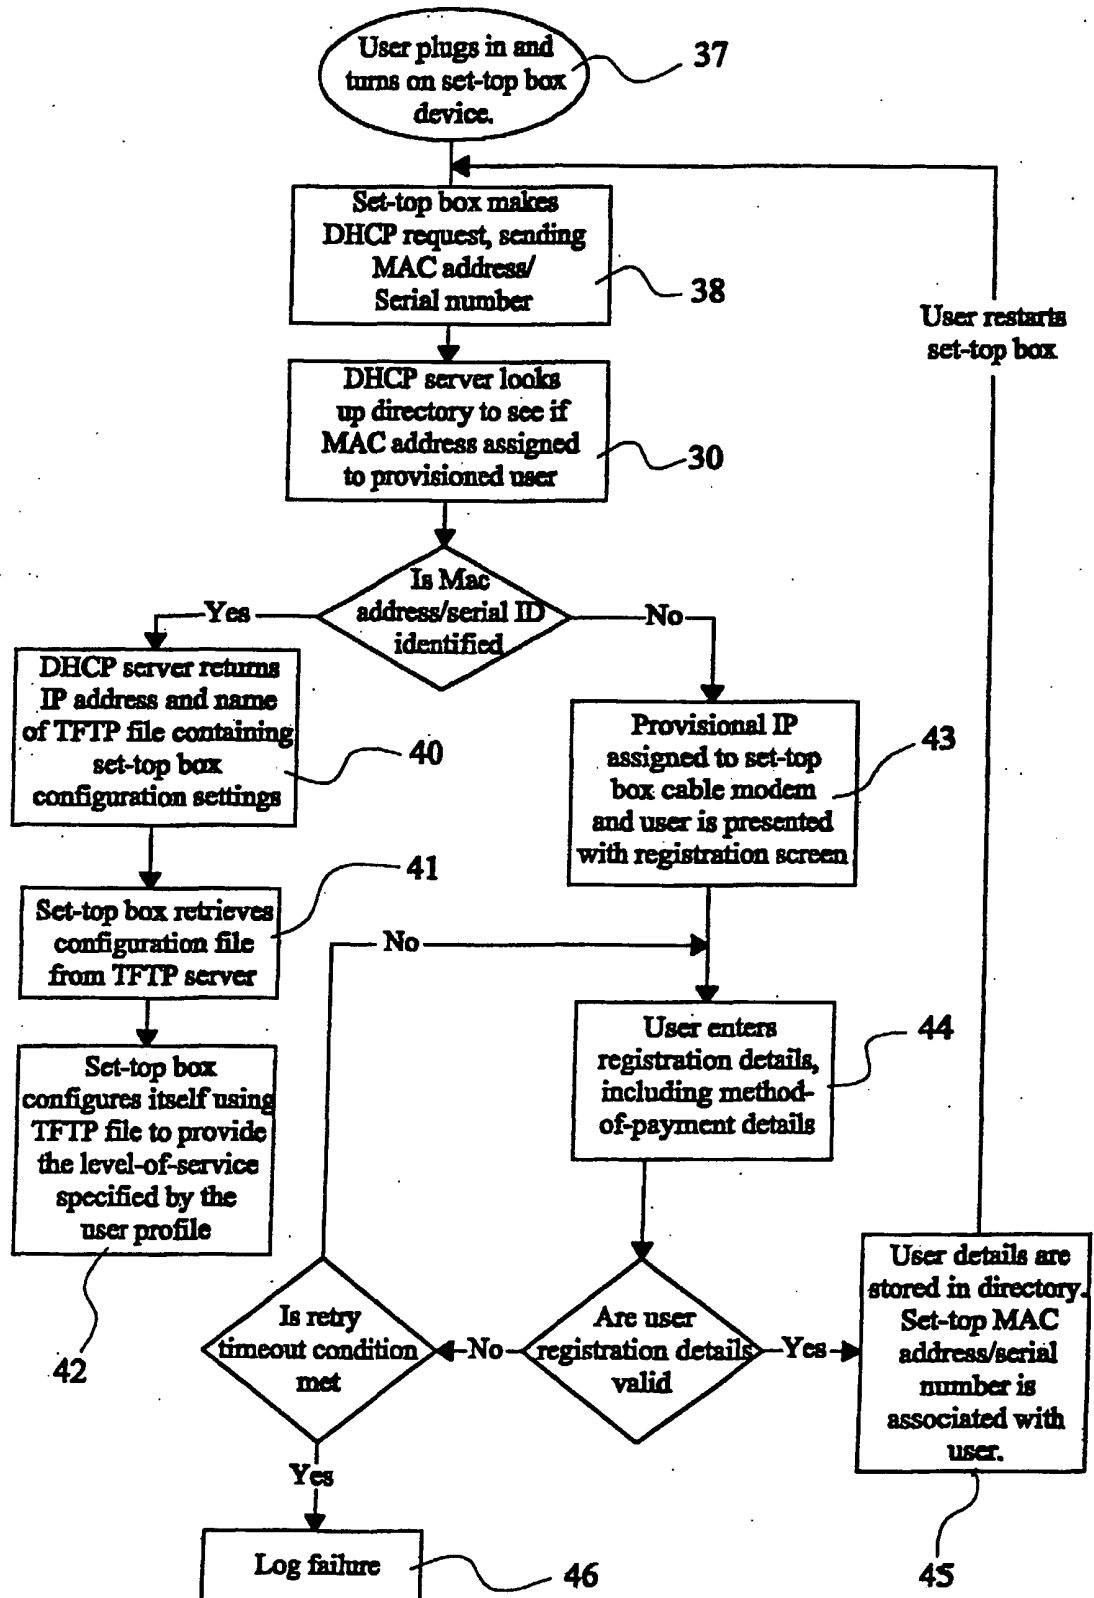 User plugs in and
turns on set-top box
device.
37
Set-top box makes
DHCP request, sending
MAC address/
Serial number
38
User restarts
set-top box
DHCP server looks
up directory to see if
MAC address assigned
to provisioned user
30
Is Mac
address/serial ID
identified
Yes
No
DHCP server returns
IP address and name
of TFTP file containing
set-top box
configuration settings
40
Provisional IP
assigned to set-top
box cable modem
and user is presented
with registration screen
43
Set-top box retrieves
configuration file
from TFTP server
41
No
User enters
registration details,
including method-
of-payment details
44
Set-top box
configures itself using
TFTP file to provide
the level-of-service
specified by the
user profile
42
Is retry
timeout condition
met
No
Are user
registration details
valid
Yes
User details are
stored in directory.
Set-top MAC
address/serial
number is
associated with
user.
45
Yes
Log failure
46